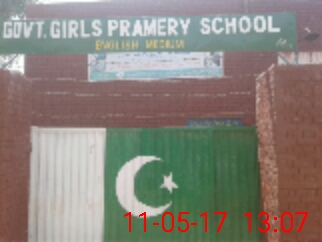 GOVT. GIRLS PRAMERY SCHOOL
ENGLISH MEDIUM
11-05-17 13:07